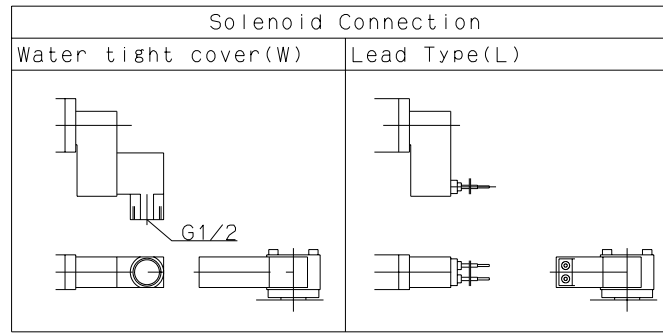 Solenoid Connection
Water tight cover(W)
Lead Type(L)
G1/2